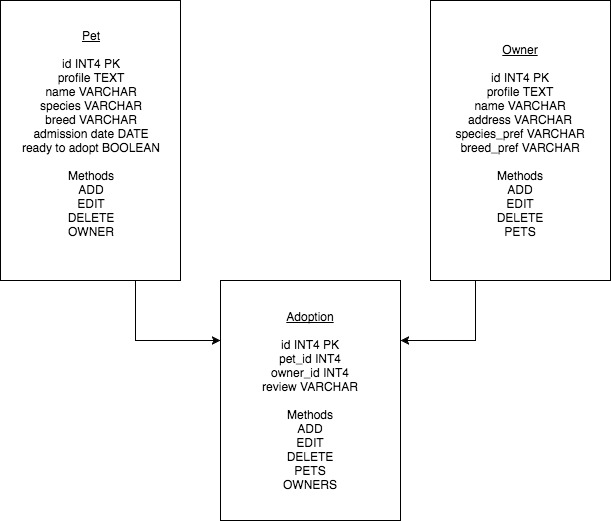 Pet
id INT4 PK
profile TEXT
name VARCHAR
species VARCHAR
breed VARCHAR
admission date DATE
ready to adopt BOOLEAN
Methods
ADD
EDIT
DELETE
OWNER
Owner
id INT4 PK
profile TEXT
name VARCHAR
address VARCHAR
species_pref VARCHAR
breed_pref VARCHAR
Methods
ADD
EDIT
DELETE
PETS
Adoption
id INT4 PK
pet_id INT4
owner_id INT4
review VARCHAR
Methods
ADD
EDIT
DELETE
PETS
OWNERS